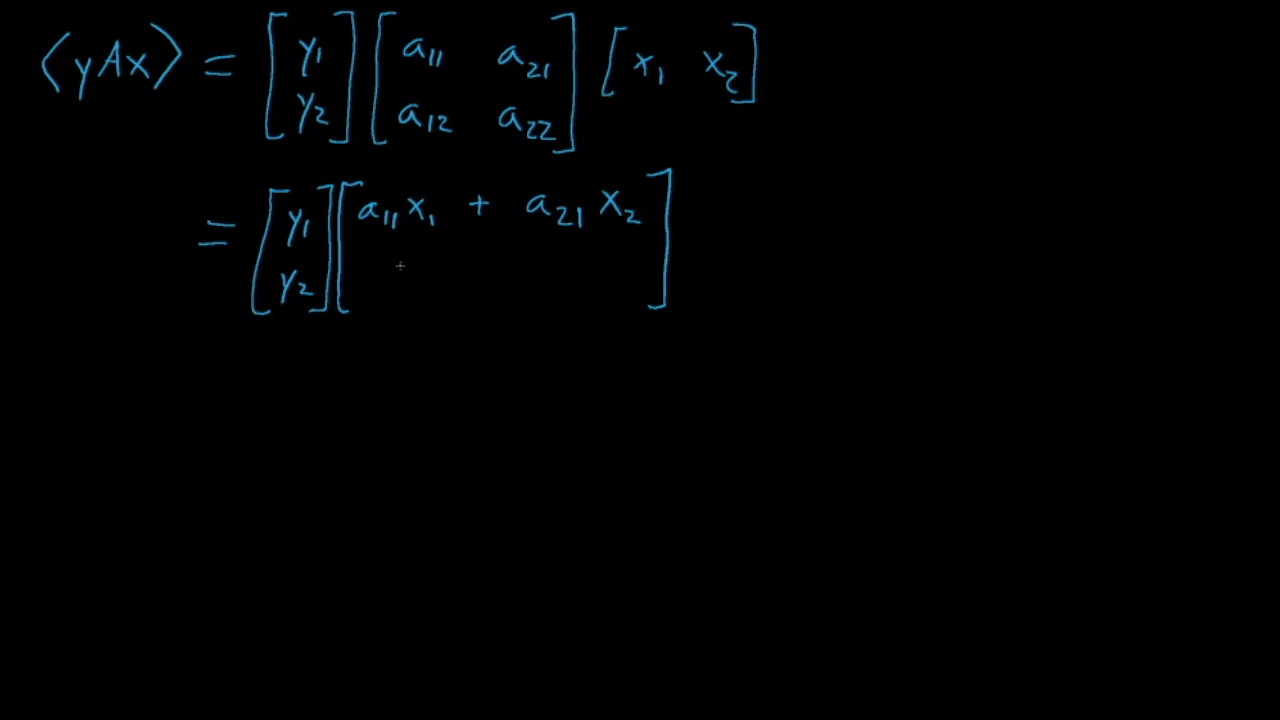 ⟨yAx⟩ = [y₁ y₂] [a₁₁ a₂₁ a₁₂ a₂₂] [x₁ x₂]
= [y₁ y₂] [a₁₁x₁ + a₂₁x₂ ]